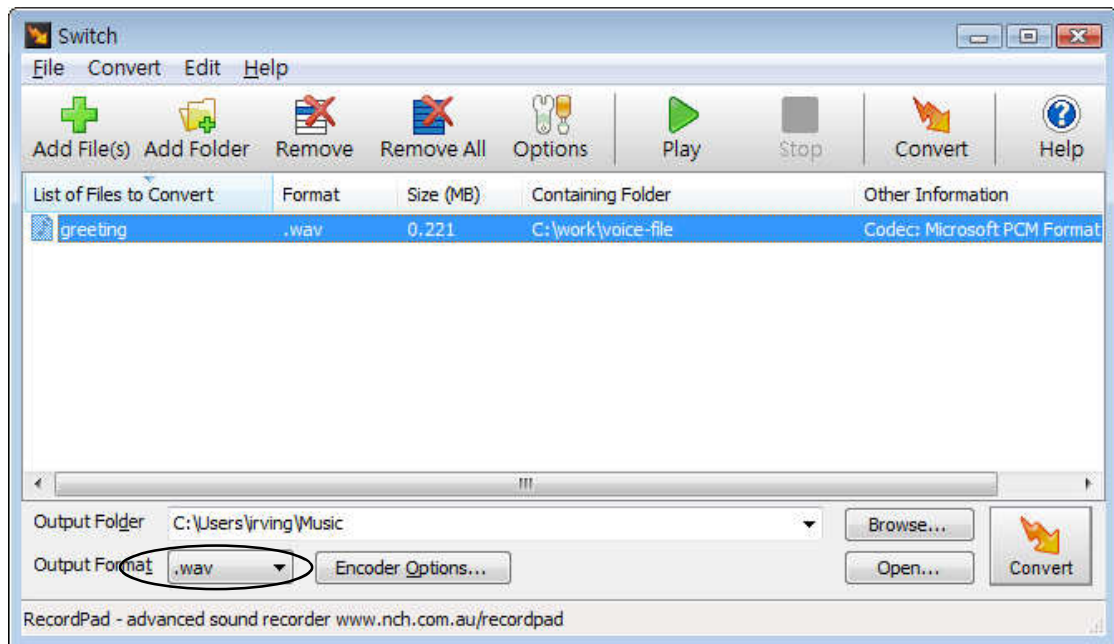 Switch
File Convert Edit Help
Add File(s) Add Folder Remove Remove All Options Play Stop Convert Help
List of Files to Convert Format Size (MB) Containing Folder Other Information
greeting .wav 0.221 C:\work\voice-file Codec: Microsoft PCM Format
Output Folder C:\Users\irving\Music Browse...
Output Format .wav Encoder Options... Open... Convert
RecordPad - advanced sound recorder www.nch.com.au/recordpad